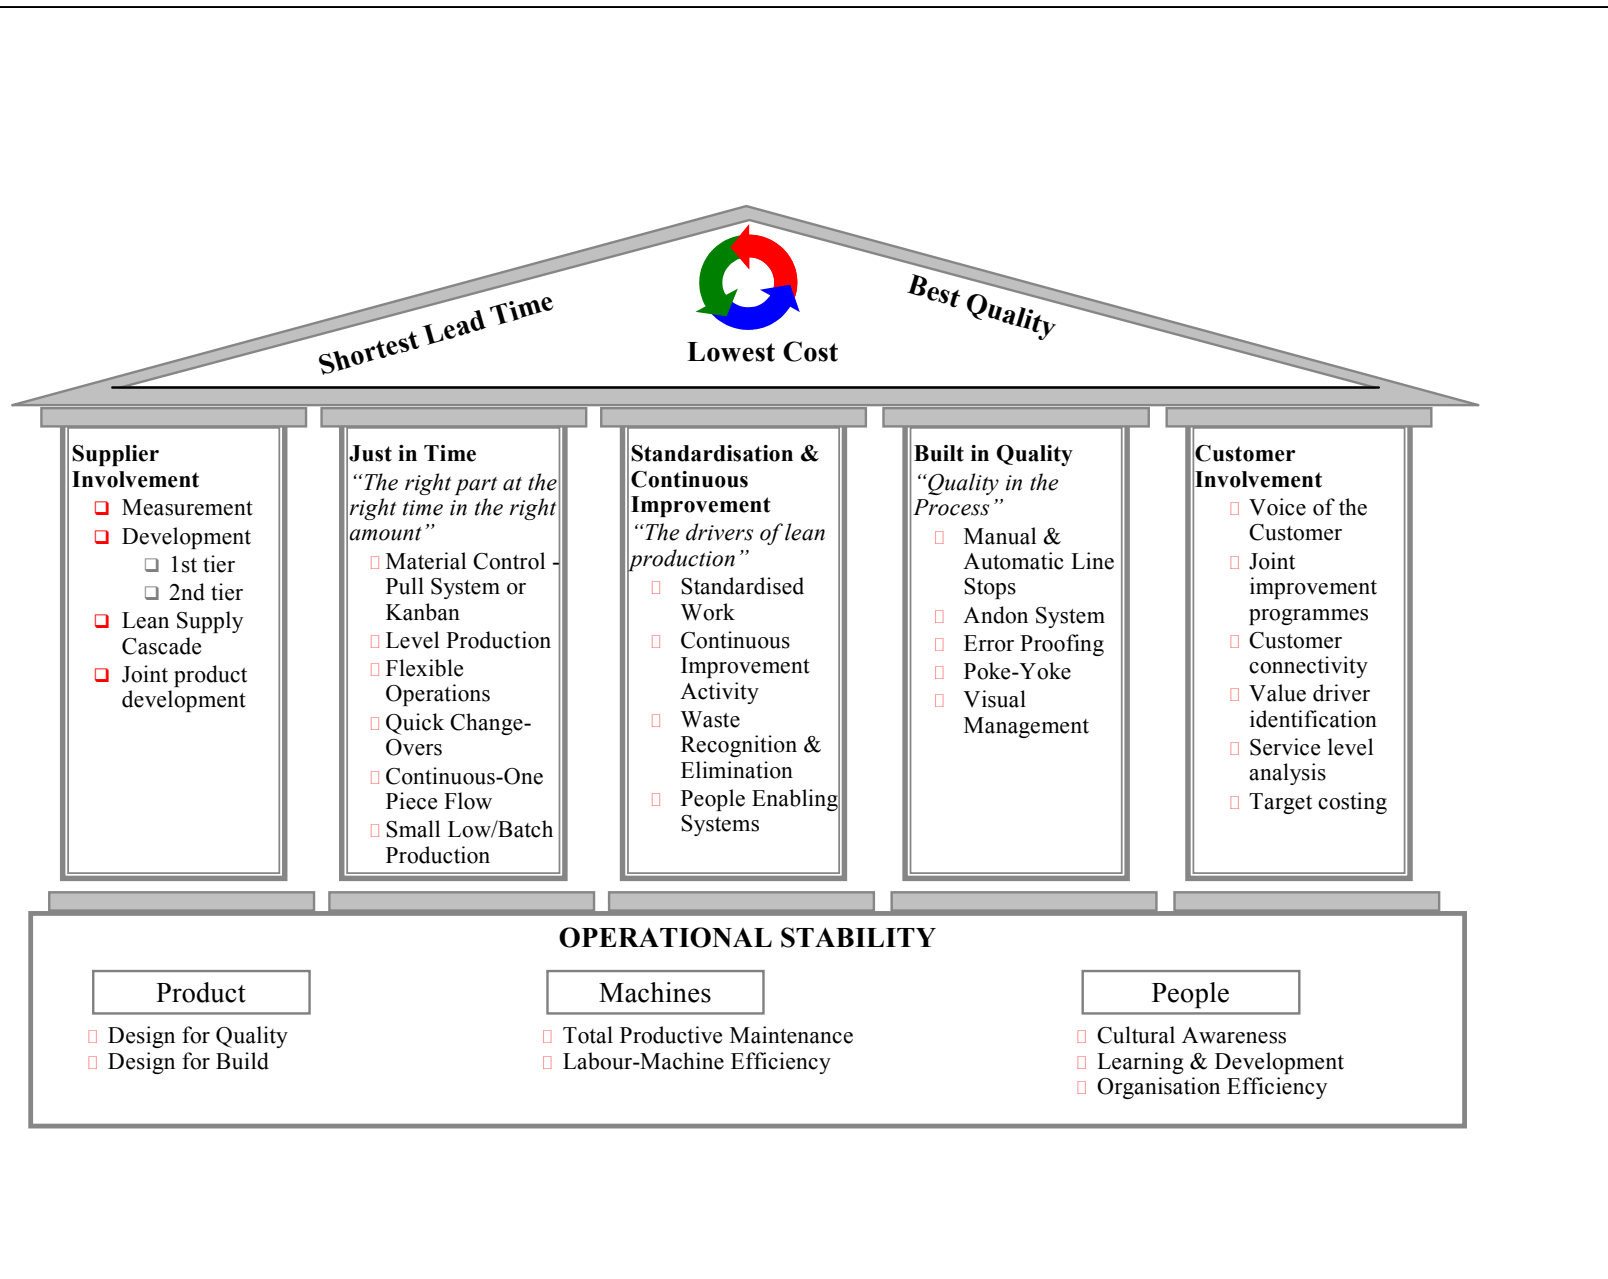 Shortest Lead Time
Best Quality
Lowest Cost
Supplier
Involvement
Measurement
Development
1st tier
2nd tier
Lean Supply
Cascade
Joint product
development
Just in Time
“The right part at the
right time in the right
amount”
Material Control -
Pull System or
Kanban
Level Production
Flexible
Operations
Quick Change-
Overs
Continuous-One
Piece Flow
Small Low/Batch
Production
Standardisation &
Continuous
Improvement
“The drivers of lean
production”
Standardised
Work
Continuous
Improvement
Activity
Waste
Recognition &
Elimination
People Enabling
Systems
Built in Quality
“Quality in the
Process”
Manual &
Automatic Line
Stops
Andon System
Error Proofing
Poke-Yoke
Visual
Management
Customer
Involvement
Voice of the
Customer
Joint
improvement
programmes
Customer
connectivity
Value driver
identification
Service level
analysis
Target costing
OPERATIONAL STABILITY
Product
Design for Quality
Design for Build
Machines
Total Productive Maintenance
Labour-Machine Efficiency
People
Cultural Awareness
Learning & Development
Organisation Efficiency